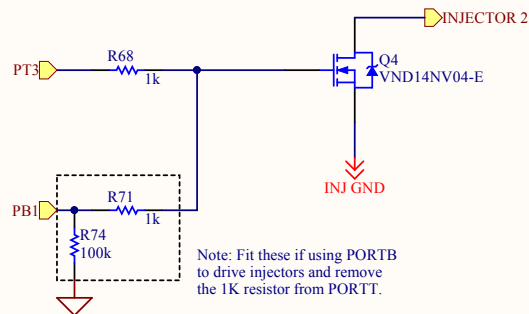 INJECTOR 2
R68
PT3
1k
Q4
VND14NV04-E
INJ GND
R71
PB1
1k
R74
100k
Note: Fit these if using PORTB
to drive injectors and remove
the 1K resistor from PORTT.